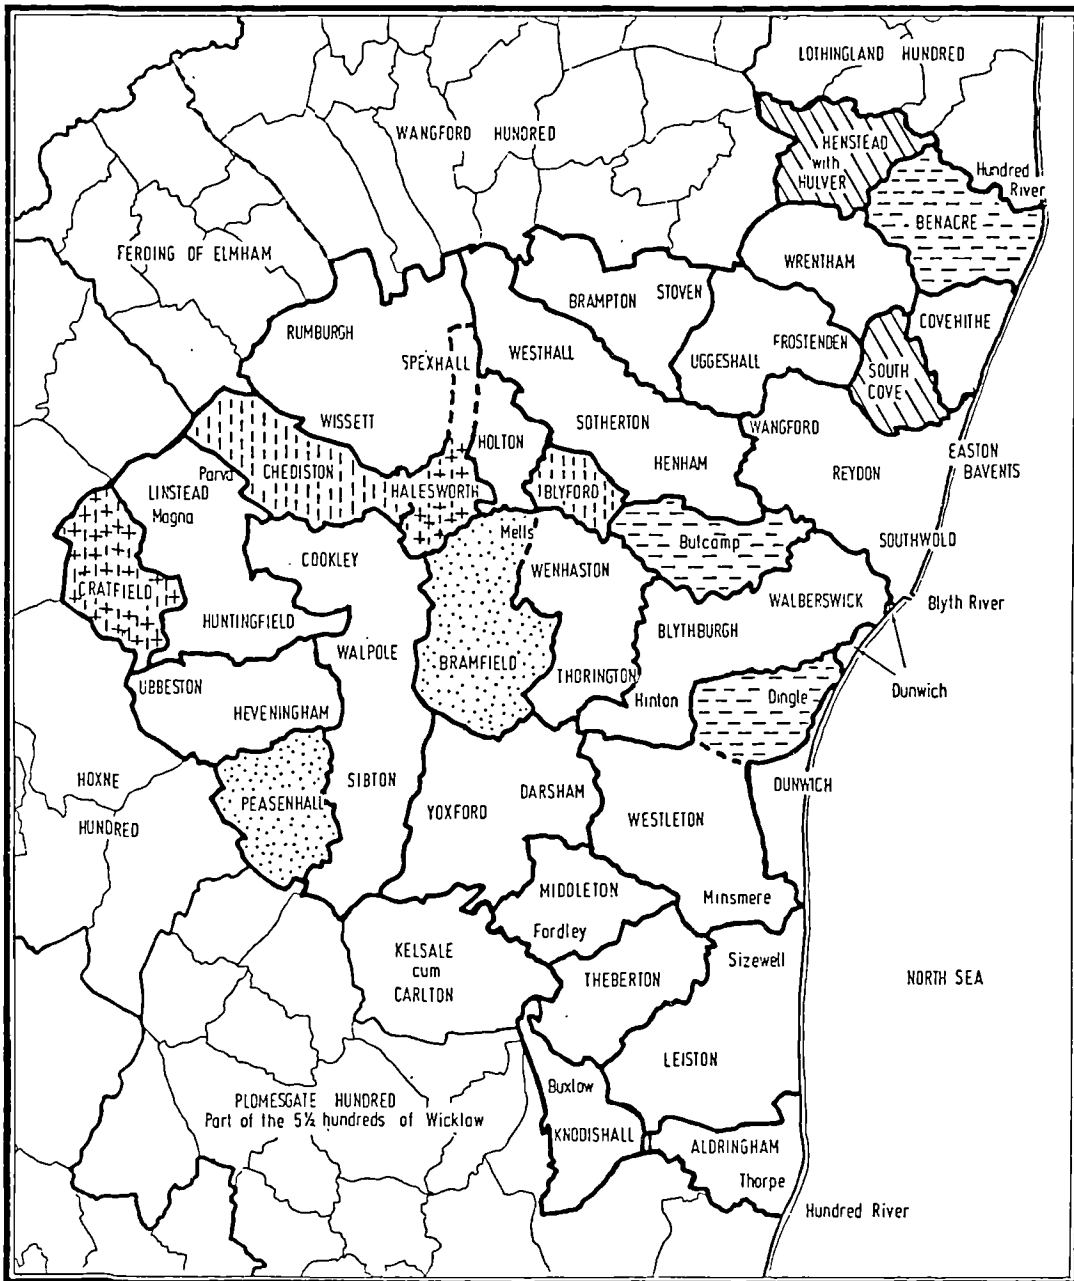 LOTHINGLAND HUNDRED
WANGFORD HUNDRED
HENSTEAD
with
HULVER
Hundred
River
BENACRE
FERDING OF ELMHAM
WRENTHAM
BRAMPTON
STOVEN
COVEHITHE
RUMBURGH
SPEXHALL
WESTHALL
UGGESHALL
FROSTENDEN
SOUTH
COVE
WISSETT
HOLTON
SOTHERTON
WANGFORD
EASTON
BAVENTS
Parva
CHEDISTON
LINSTEAD
Magna
HALESWORTH
BLYFORD
HENHAM
REYDON
Mells
Bulcamp
SOUTHWOLD
COOKLEY
WENHASTON
CRATFIELD
WALBERSWICK
Blyth River
HUNTINGFIELD
BLYTHBURGH
WALPOLE
BRAMFIELD
THORINGTON
UBBESTON
HEVENINGHAM
Hinton
Dingle
Dunwich
HOXNE
HUNDRED
PEASENHALL
SIBTON
YOXFORD
DARSHAM
WESTLETON
DUNWICH
MIDDLETON
Minsmere
Fordley
KELSALE
cum
CARLTON
THEBERTON
Sizewell
NORTH SEA
LEISTON
PLOMESGATE HUNDRED
Part of the 5½ hundreds of Wicklaw
Buxlow
KNODISHALL
ALDRINGHAM
Thorpe
Hundred River